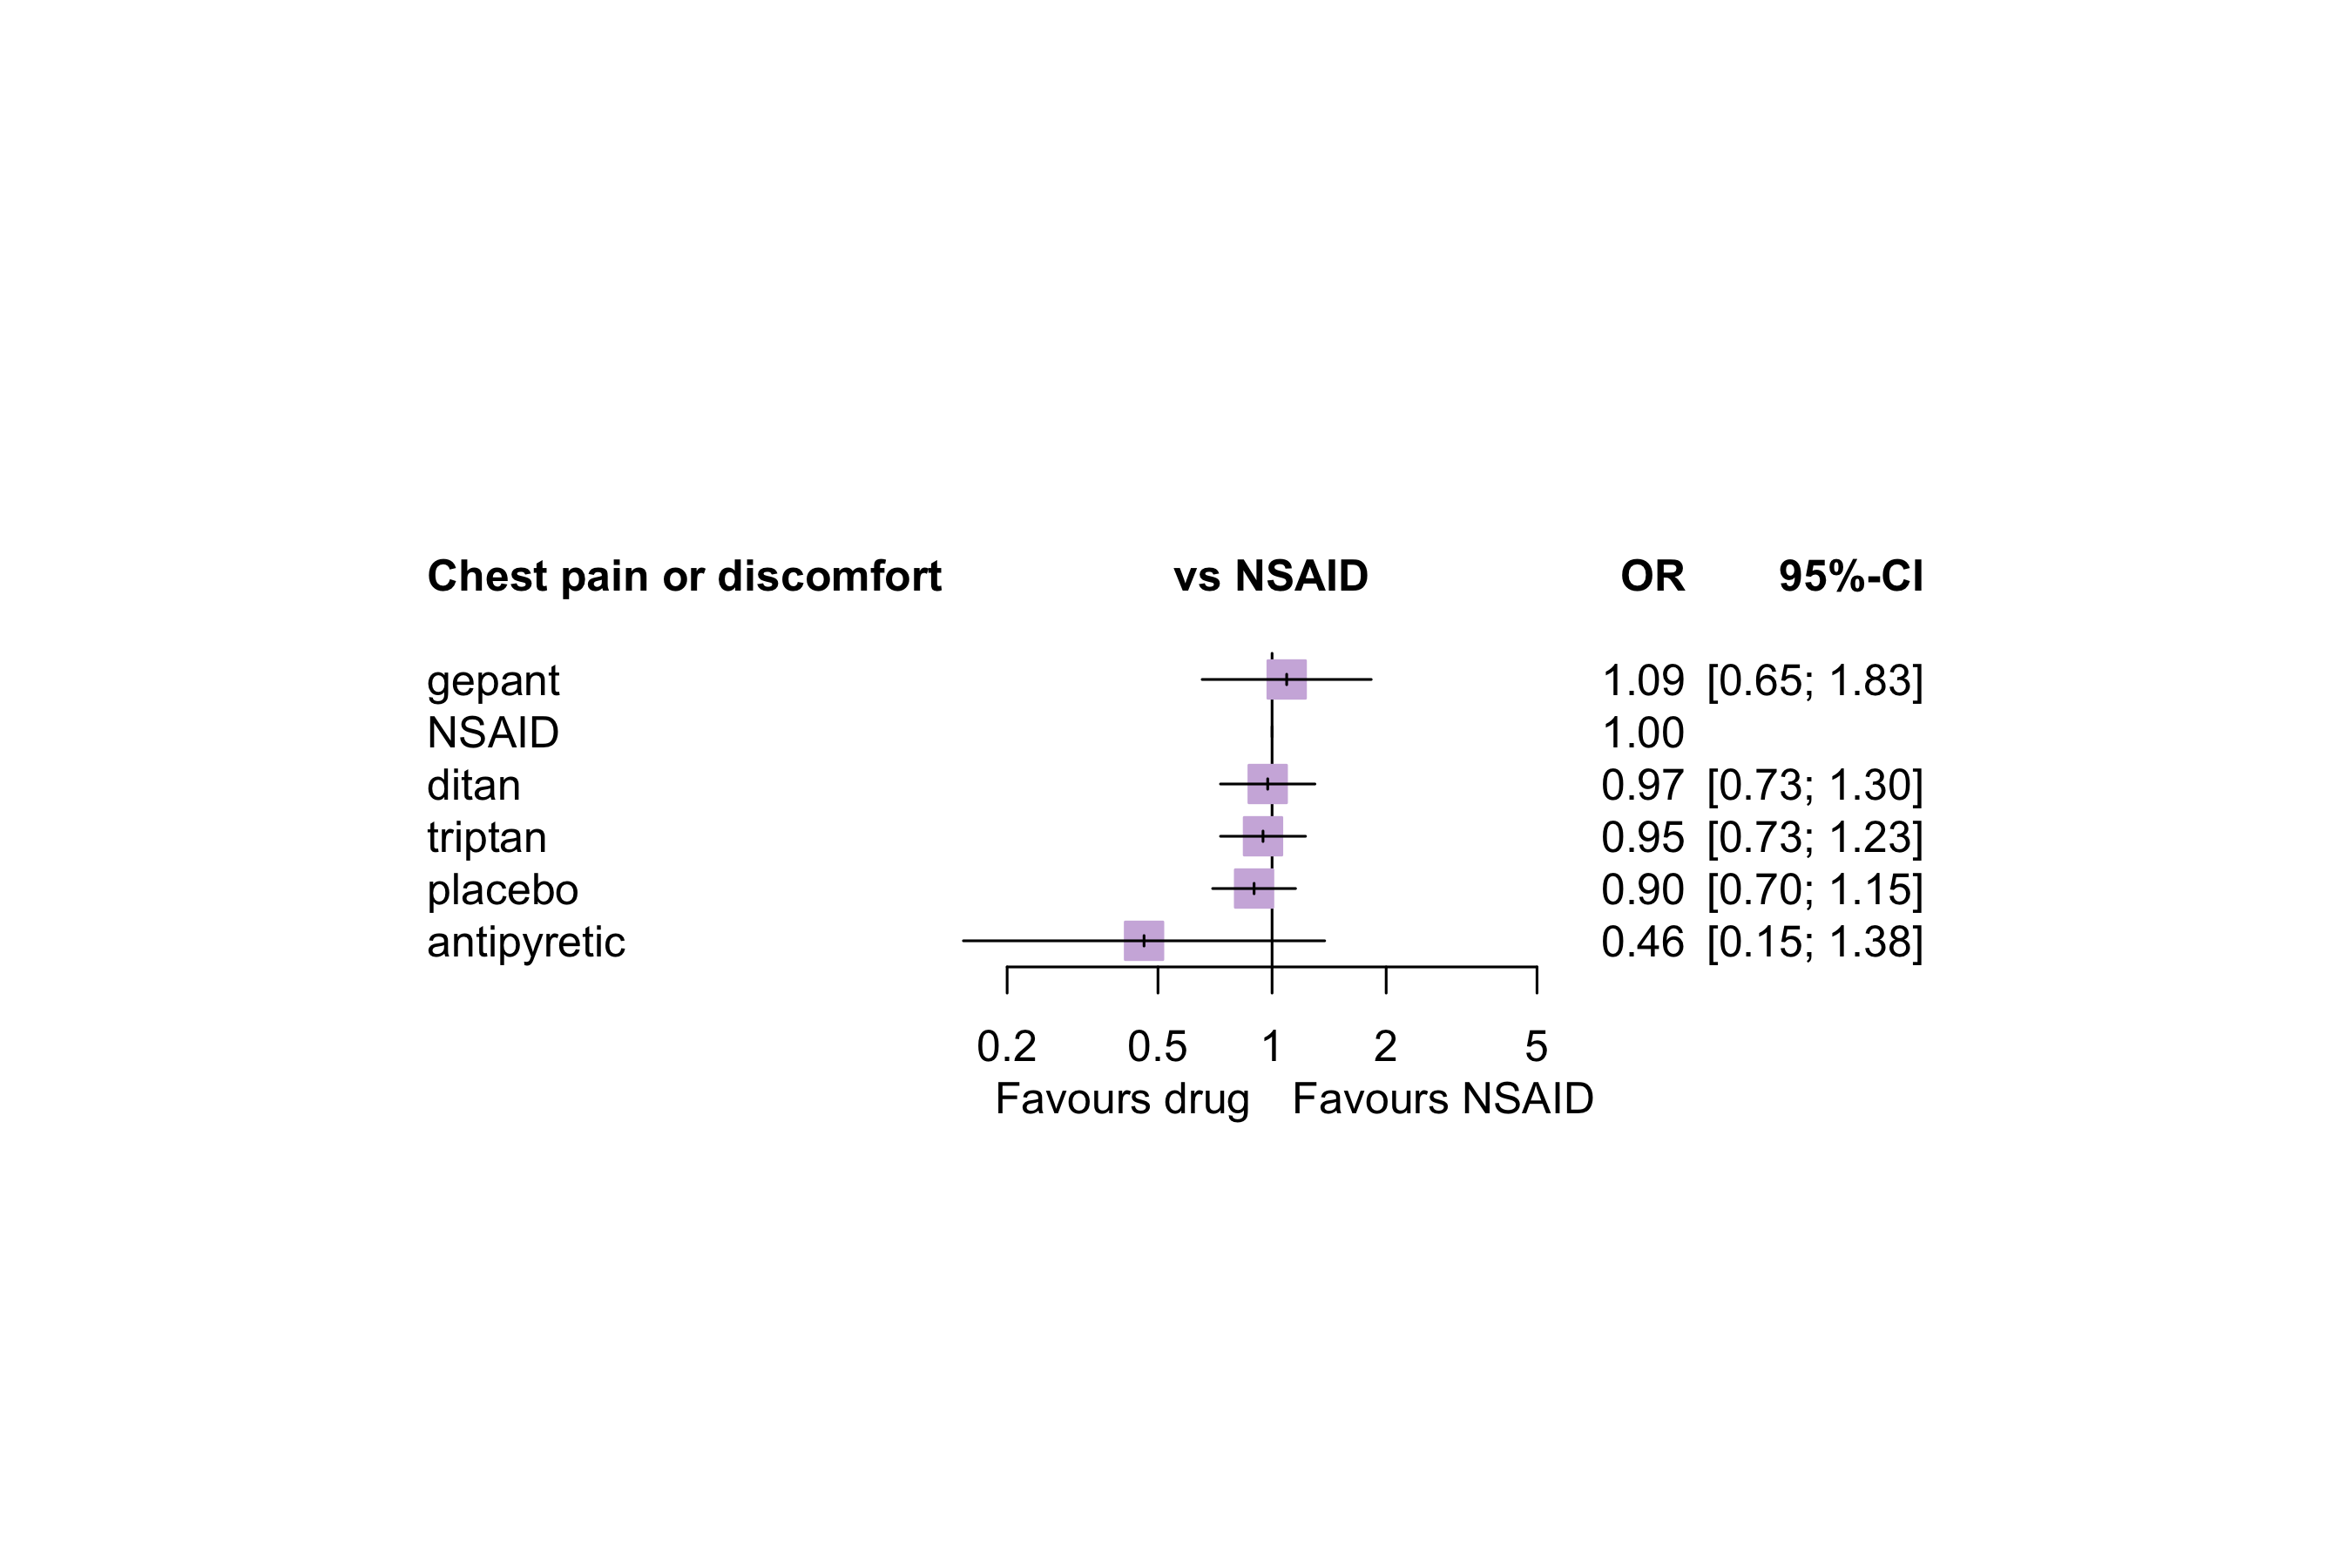 Chest pain or discomfort vs NSAID OR 95%-CI
gepant 1.09 [0.65; 1.83]
NSAID 1.00
ditan 0.97 [0.73; 1.30]
triptan 0.95 [0.73; 1.23]
placebo 0.90 [0.70; 1.15]
antipyretic 0.46 [0.15; 1.38]
0.2 0.5 1 2 5
Favours drug Favours NSAID